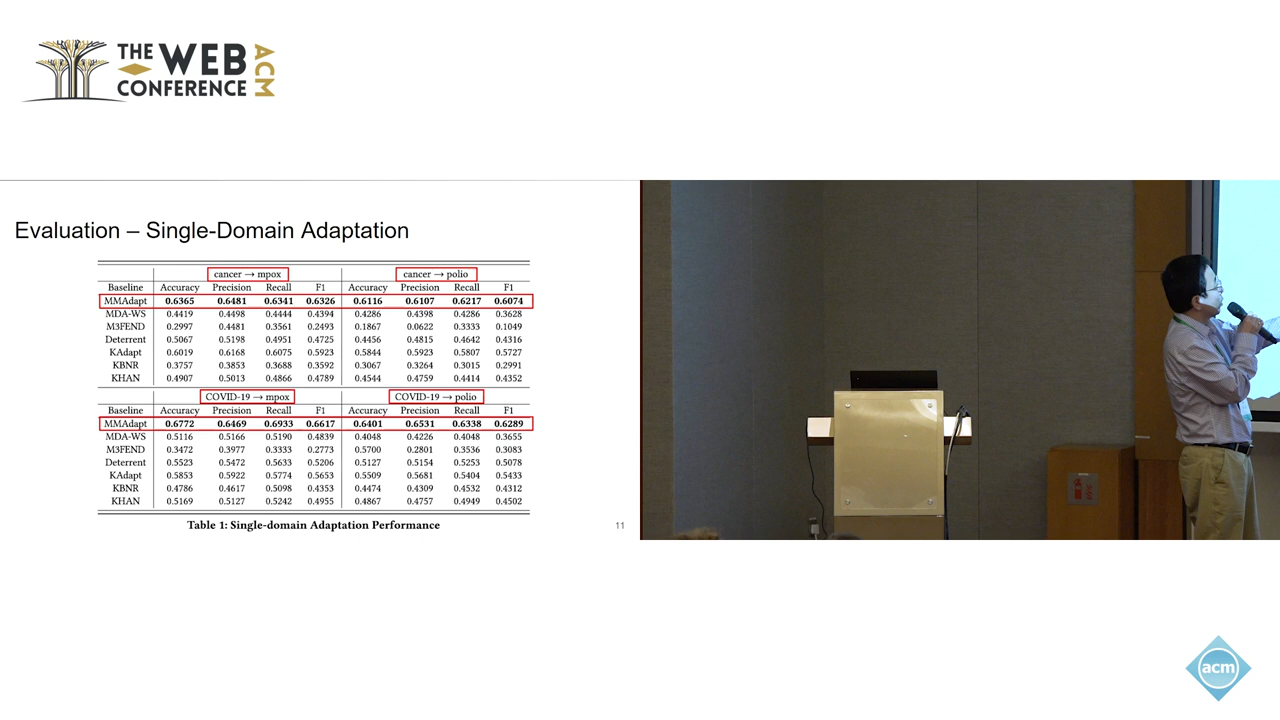 THE WEB
CONFERENCE
ACM
Evaluation – Single-Domain Adaptation
cancer → mpox cancer → polio
Baseline Accuracy Precision Recall F1 Accuracy Precision Recall F1
MMAdapt 0.6365 0.6481 0.6341 0.6326 0.6116 0.6107 0.6217 0.6074
MDA-WS 0.4419 0.4498 0.4444 0.4394 0.4286 0.4398 0.4286 0.3628
M3FEND 0.2997 0.4481 0.3561 0.2493 0.1867 0.0622 0.3333 0.1049
Deterrent 0.5067 0.5198 0.4951 0.4725 0.4456 0.4815 0.4642 0.4316
KAdapt 0.6019 0.6168 0.6075 0.5923 0.5844 0.5923 0.5807 0.5727
KBNR 0.3757 0.3853 0.3688 0.3592 0.3067 0.3264 0.3015 0.2991
KHAN 0.4907 0.5013 0.4866 0.4789 0.4544 0.4759 0.4414 0.4352
COVID-19 → mpox COVID-19 → polio
Baseline Accuracy Precision Recall F1 Accuracy Precision Recall F1
MMAdapt 0.6772 0.6469 0.6933 0.6617 0.6401 0.6531 0.6338 0.6289
MDA-WS 0.5116 0.5166 0.5190 0.4839 0.4048 0.4226 0.4048 0.3655
M3FEND 0.3472 0.3977 0.3333 0.2773 0.5700 0.2801 0.3536 0.3083
Deterrent 0.5523 0.5472 0.5633 0.5206 0.5127 0.5154 0.5253 0.5078
KAdapt 0.5853 0.5922 0.5774 0.5653 0.5509 0.5681 0.5404 0.5433
KBNR 0.4786 0.4617 0.5098 0.4353 0.4474 0.4309 0.4532 0.4312
KHAN 0.5169 0.5127 0.5242 0.4955 0.4867 0.4757 0.4949 0.4502
Table 1: Single-domain Adaptation Performance
11
acm